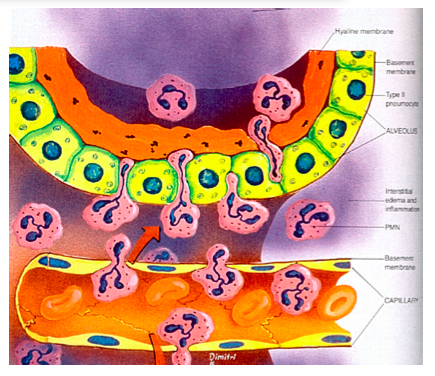 Hyaline membrane
Basement
membrane
Type II
pneumocyte
ALVEOLUS
Interstitial
edema and
inflammation
PMN
Basement
membrane
CAPILLARY
Dimitri